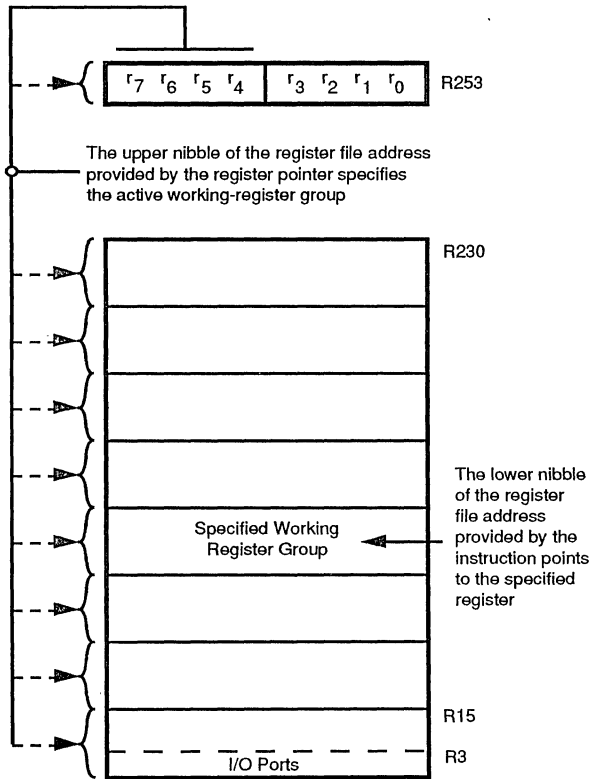 r7 r6 r5 r4 r3 r2 r1 r0
R253
The upper nibble of the register file address
provided by the register pointer specifies
the active working-register group
R230
The lower nibble
of the register
file address
provided by the
instruction points
to the specified
register
Specified Working
Register Group
R15
R3
I/O Ports